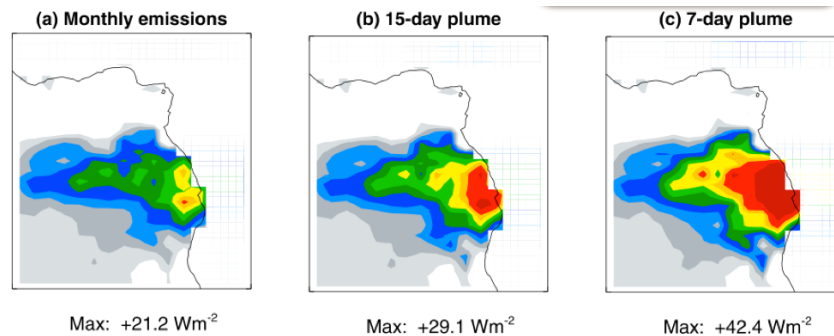 (a) Monthly emissions
(b) 15-day plume
(c) 7-day plume
Max: +21.2 Wm⁻²
Max: +29.1 Wm⁻²
Max: +42.4 Wm⁻²